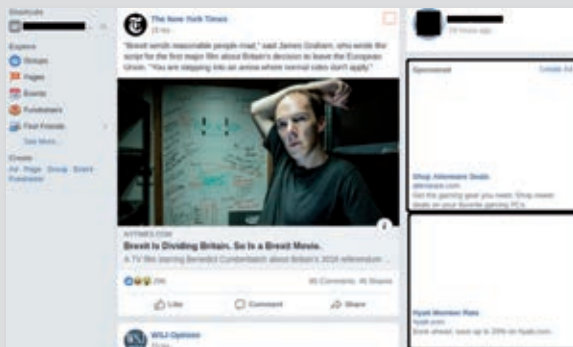 Shortcuts
Explore
Groups
Pages
Events
Fundraisers
Find Friends
See More...
Create
Ad Page Group Event
Fundraiser
The New York Times
"Brexit sends reasonable people mad," said James Graham, who wrote the
script for the first major film about Britain's decision to leave the European
Union. "You are stepping into an arena where normal rules don't apply."
NYTIMES.COM
Brexit Is Dividing Britain. So Is a Brexit Movie.
A TV film starring Benedict Cumberbatch about Britain's 2016 referendum ...
Comments Shares
Like Comment Share
WSJ Opinion
hours ago
Sponsored Create Ad
Shop Alienware Deals
alienware.com
Get the gaming gear you need. Shop
deals on your favorite gaming PCs.
Hyatt Member Rate
hyatt.com
Book ahead, save up to 20% on hyatt.com.